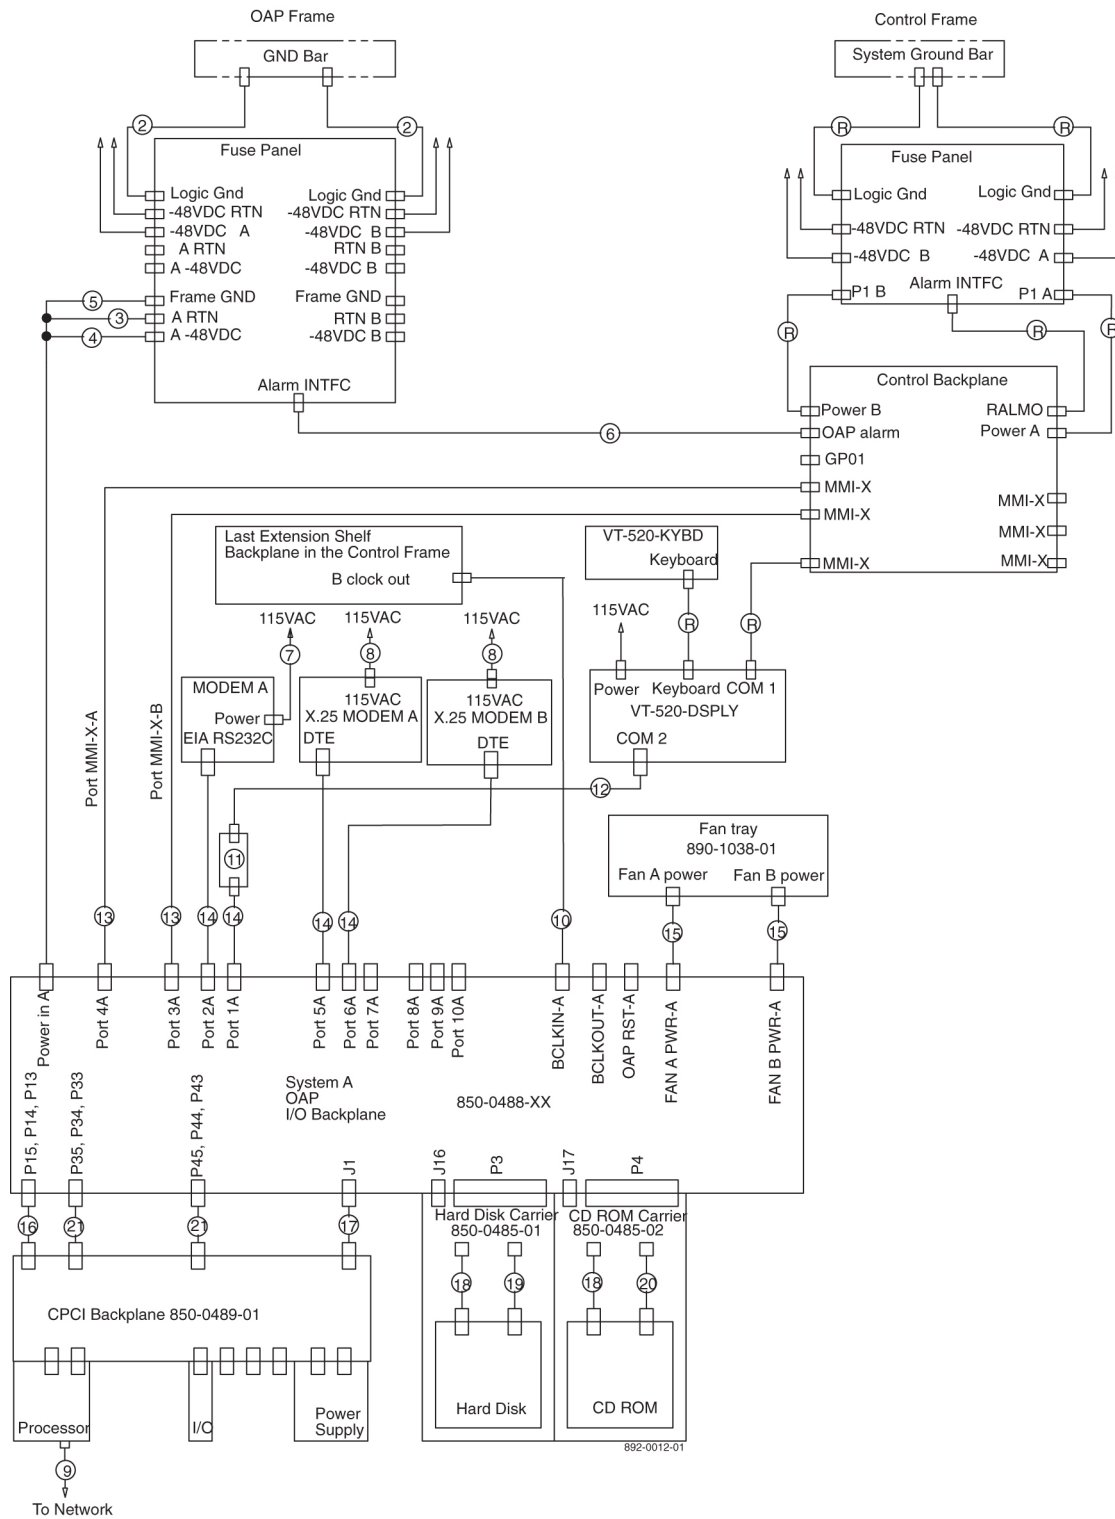 OAP Frame
Control Frame
GND Bar
System Ground Bar
2
2
R
R
Fuse Panel
Fuse Panel
Logic Gnd
Logic Gnd
-48VDC RTN
-48VDC RTN
-48VDC A
-48VDC B
A RTN
RTN B
A -48VDC
-48VDC B
Frame GND
Frame GND
A RTN
RTN B
A -48VDC
-48VDC B
5
3
4
Alarm INTFC
Logic Gnd
Logic Gnd
-48VDC RTN
-48VDC RTN
-48VDC B
-48VDC A
Alarm INTFC
P1 B
P1 A
R
R
R
Control Backplane
Power B
RALMO
OAP alarm
Power A
6
GP01
MMI-X
MMI-X
MMI-X
MMI-X
MMI-X
MMI-X
Last Extension Shelf
Backplane in the Control Frame
B clock out
VT-520-KYBD
Keyboard
115VAC
115VAC
115VAC
115VAC
7
8
8
R
R
MODEM A
Power
EIA RS232C
115VAC
X.25 MODEM A
DTE
115VAC
X.25 MODEM B
DTE
Power
Keyboard
COM 1
VT-520-DSPLY
COM 2
Port MMI-X-A
Port MMI-X-B
12
11
Fan tray
890-1038-01
Fan A power
Fan B power
13
13
14
14
14
14
10
15
15
Power in A
Port 4A
Port 3A
Port 2A
Port 1A
Port 5A
Port 6A
Port 7A
Port 8A
Port 9A
Port 10A
BCLKIN-A
BCLKOUT-A
OAP RST-A
FAN A PWR-A
FAN B PWR-A
System A
OAP
I/O Backplane
850-0488-XX
P15, P14, P13
P35, P34, P33
P45, P44, P43
J1
J16
P3
J17
P4
16
21
21
17
Hard Disk Carrier
850-0485-01
CD ROM Carrier
850-0485-02
18
19
18
20
CPCI Backplane 850-0489-01
Processor
I/O
Power
Supply
Hard Disk
CD ROM
892-0012-01
9
To Network